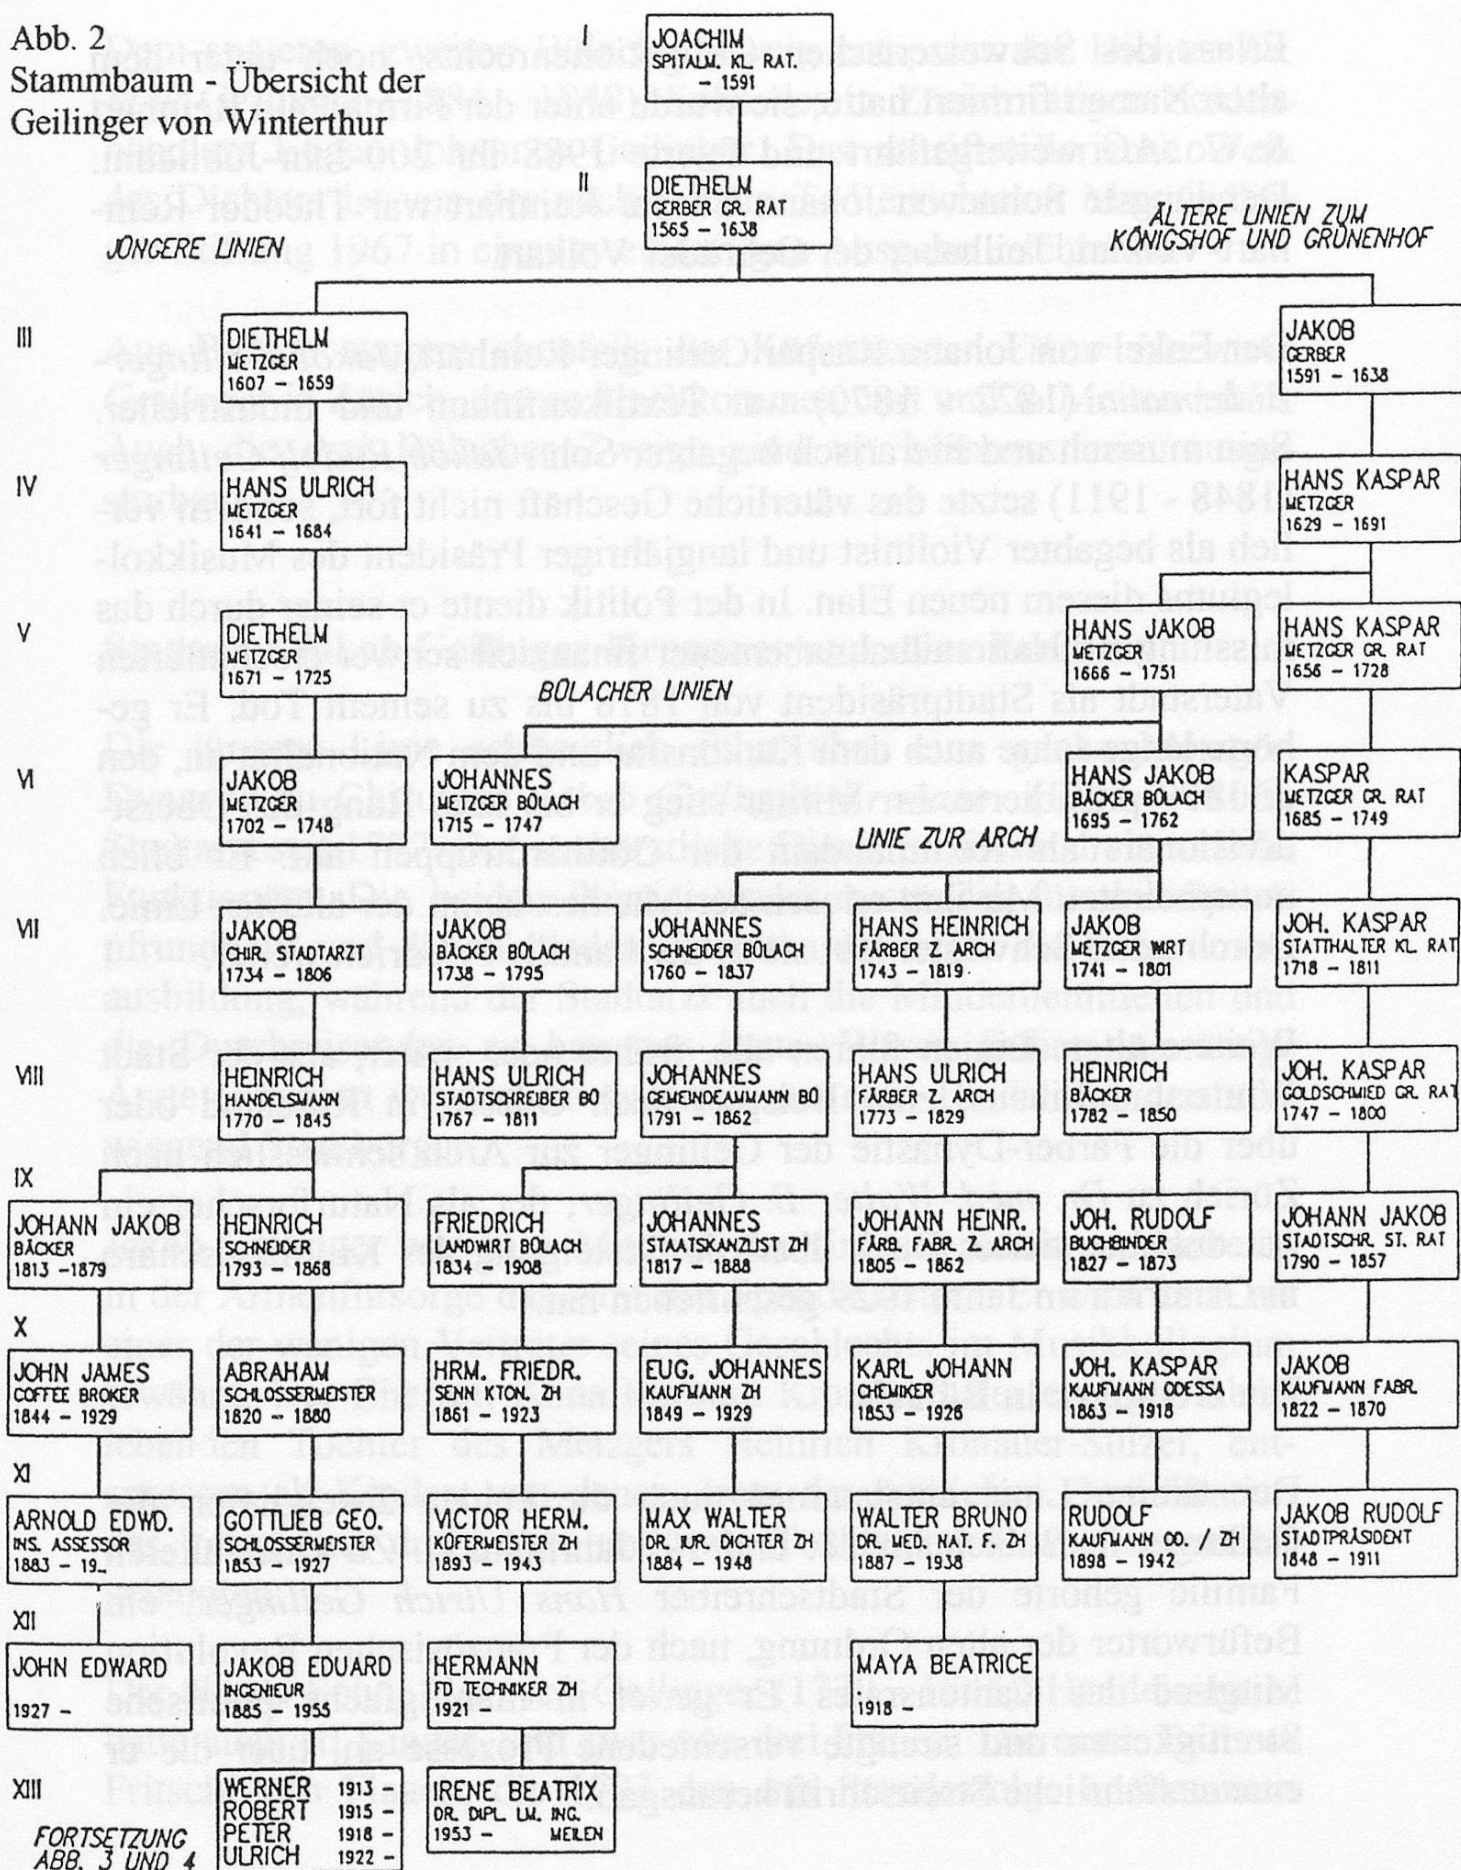 Abb. 2
Stammbaum - Übersicht der
Geilinger von Winterthur
I
JOACHIM
SPITALM. KL. RAT.
- 1591
II
DIETHELM
GERBER GR. RAT
1565 - 1638
JÜNGERE LINIEN
ÄLTERE LINIEN ZUM
KÖNIGSHOF UND GRÜNENHOF
III
DIETHELM
METZGER
1607 - 1659
JAKOB
GERBER
1591 - 1638
IV
HANS ULRICH
METZGER
1641 - 1684
HANS KASPAR
METZGER
1629 - 1691
V
DIETHELM
METZGER
1671 - 1725
HANS JAKOB
METZGER
1666 - 1751
HANS KASPAR
METZGER GR. RAT
1656 - 1728
BÜLACHER LINIEN
VI
JAKOB
METZGER
1702 - 1748
JOHANNES
METZGER BÜLACH
1715 - 1747
HANS JAKOB
BÄCKER BÜLACH
1695 - 1762
KASPAR
METZGER GR. RAT
1685 - 1749
LINIE ZUR ARCH
VII
JAKOB
CHIR. STADTARZT
1734 - 1806
JAKOB
BÄCKER BÜLACH
1738 - 1795
JOHANNES
SCHNEIDER BÜLACH
1760 - 1837
HANS HEINRICH
FÄRBER Z. ARCH
1743 - 1819
JAKOB
METZGER WIRT
1741 - 1801
JOH. KASPAR
STATTHALTER KL. RAT
1718 - 1811
VIII
HEINRICH
HANDELSMANN
1770 - 1845
HANS ULRICH
STADTSCHREIBER BÜ
1767 - 1811
JOHANNES
GEMEINDEAMMANN BÜ
1791 - 1862
HANS ULRICH
FÄRBER Z. ARCH
1773 - 1829
HEINRICH
BÄCKER
1782 - 1850
JOH. KASPAR
GOLDSCHMIED GR. RAT
1747 - 1800
IX
JOHANN JAKOB
BÄCKER
1813 -1879
HEINRICH
SCHNEIDER
1793 - 1868
FRIEDRICH
LANDWIRT BÜLACH
1834 - 1908
JOHANNES
STAATSKANZLIST ZH
1817 - 1888
JOHANN HEINR.
FÄRB. FABR. Z. ARCH
1805 - 1862
JOH. RUDOLF
BUCHBINDER
1827 - 1873
JOHANN JAKOB
STADTSCHR. ST. RAT
1790 - 1857
X
JOHN JAMES
COFFEE BROKER
1844 - 1929
ABRAHAM
SCHLOSSERMEISTER
1820 - 1880
HRM. FRIEDR.
SENN KTON. ZH
1861 - 1923
EUG. JOHANNES
KAUFMANN ZH
1849 - 1929
KARL JOHANN
CHEMIKER
1853 - 1926
JOH. KASPAR
KAUFMANN ODESSA
1863 - 1918
JAKOB
KAUFMANN FABR.
1822 - 1870
XI
ARNOLD EDWD.
INS. ASSESSOR
1883 - 19..
GOTTLIEB GEO.
SCHLOSSERMEISTER
1853 - 1927
VICTOR HERM.
KÜFERMEISTER ZH
1893 - 1943
MAX WALTER
DR. IUR. DICHTER ZH
1884 - 1948
WALTER BRUNO
DR. MED. NAT. F. ZH
1887 - 1938
RUDOLF
KAUFMANN OD. / ZH
1898 - 1942
JAKOB RUDOLF
STADTPRÄSIDENT
1848 - 1911
XII
JOHN EDWARD
1927 -
JAKOB EDUARD
INGENIEUR
1885 - 1955
HERMANN
FD TECHNIKER ZH
1921 -
MAYA BEATRICE
1918 -
XIII
WERNER 1913 -
ROBERT 1915 -
PETER 1918 -
ULRICH 1922 -
IRENE BEATRIX
DR. DIPL. LM. ING.
1953 - MEILEN
FORTSETZUNG
ABB. 3 UND 4